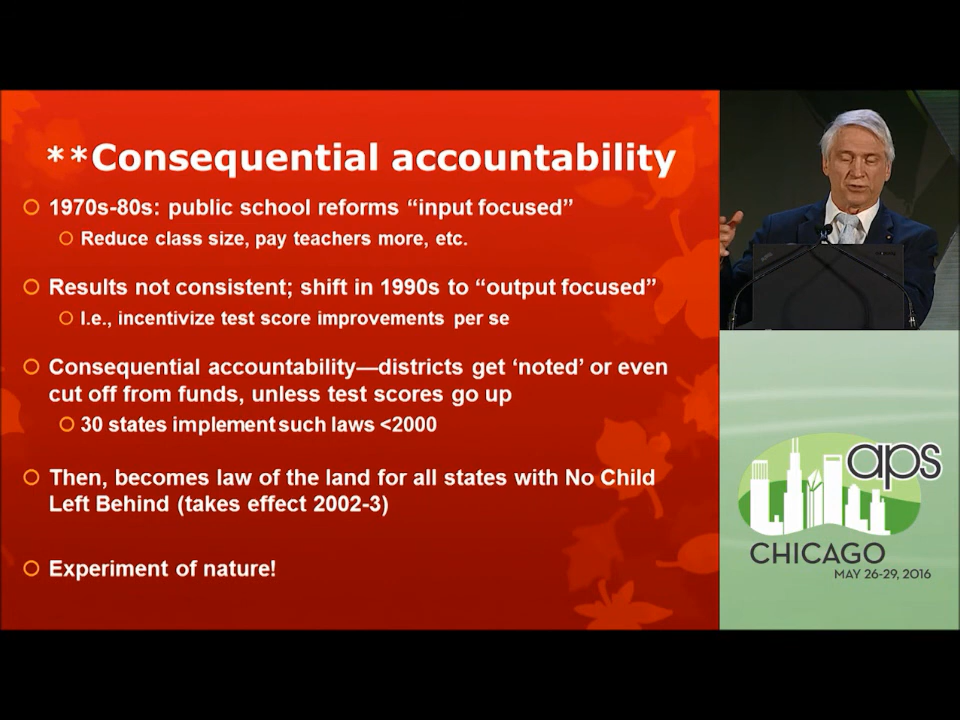 **Consequential accountability
1970s-80s: public school reforms “input focused”
Reduce class size, pay teachers more, etc.
Results not consistent; shift in 1990s to “output focused”
I.e., incentivize test score improvements per se
Consequential accountability—districts get ‘noted’ or even
cut off from funds, unless test scores go up
30 states implement such laws <2000
Then, becomes law of the land for all states with No Child
Left Behind (takes effect 2002-3)
Experiment of nature!
aps
CHICAGO
MAY 26-29, 2016